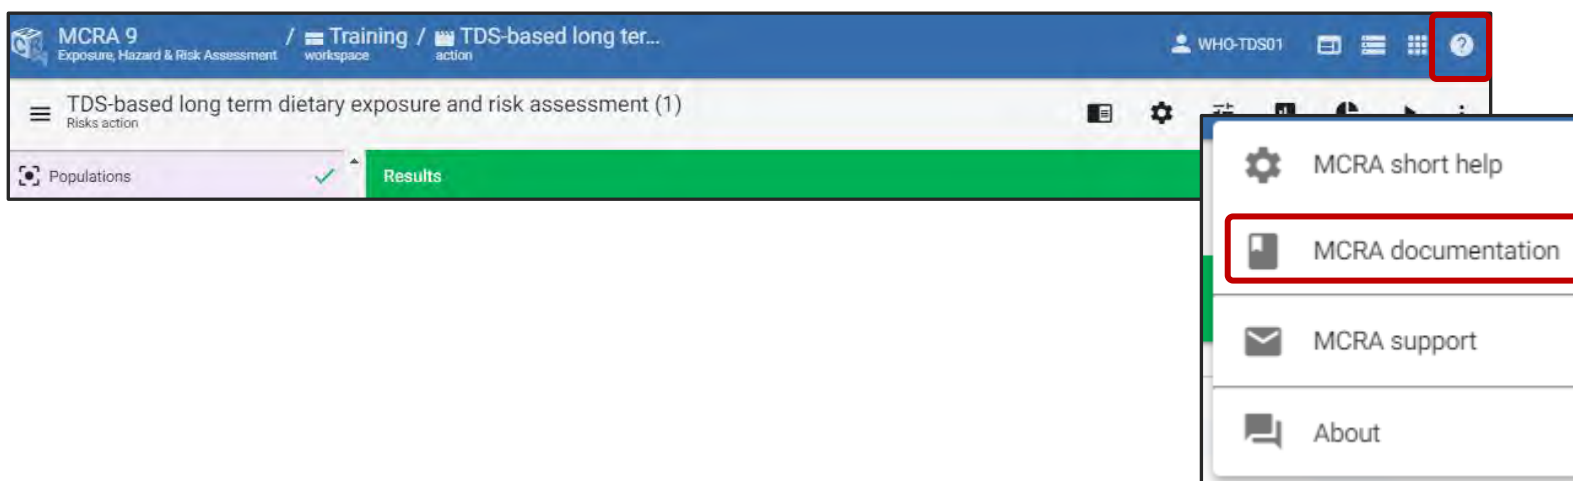 MCRA 9 / Training / TDS-based long ter... WHO-TDS01
Exposure, Hazard & Risk Assessment workspace action
TDS-based long term dietary exposure and risk assessment (1)
Risks action
Populations Results
MCRA short help
MCRA documentation
MCRA support
About